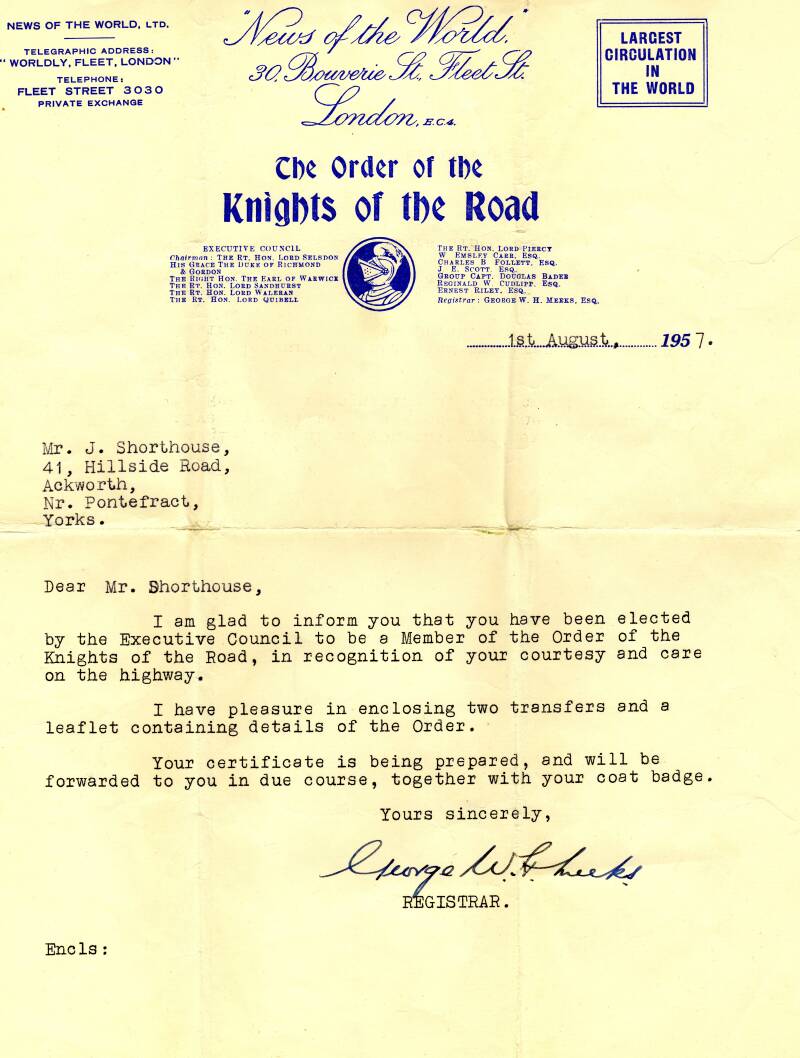 NEWS OF THE WORLD, LTD.
TELEGRAPHIC ADDRESS:
"WORLDLY, FLEET, LONDON"
TELEPHONE:
FLEET STREET 3030
PRIVATE EXCHANGE
"News of the World."
30, Bouverie St., Fleet St.
London, E.C.4.
LARGEST
CIRCULATION
IN
THE WORLD
The Order of the
Knights of the Road
EXECUTIVE COUNCIL
Chairman: THE RT. HON. LORD SELSDON
HIS GRACE THE DUKE OF RICHMOND
& GORDON
THE RIGHT HON. THE EARL OF WARWICK
THE RT. HON. LORD SANDHURST
THE RT. HON. LORD WALERAN
THE RT. HON. LORD QUIBELL
THE RT. HON. LORD PIERCY
W EMSLEY CARR, ESQ.
CHARLES B FOLLETT, ESQ.
J. E. SCOTT, ESQ.
GROUP CAPT. DOUGLAS BADER
REGINALD W. CUDLIPP, ESQ.
ERNEST RILEY, ESQ.
Registrar: GEORGE W. H. MEEKS, ESQ.
1st August, 1957.
Mr. J. Shorthouse,
41, Hillside Road,
Ackworth,
Nr. Pontefract,
Yorks.
Dear Mr. Shorthouse,
I am glad to inform you that you have been elected
by the Executive Council to be a Member of the Order of the
Knights of the Road, in recognition of your courtesy and care
on the highway.
I have pleasure in enclosing two transfers and a
leaflet containing details of the Order.
Your certificate is being prepared, and will be
forwarded to you in due course, together with your coat badge.
Yours sincerely,
George W. H. Meeks
REGISTRAR.
Encls: